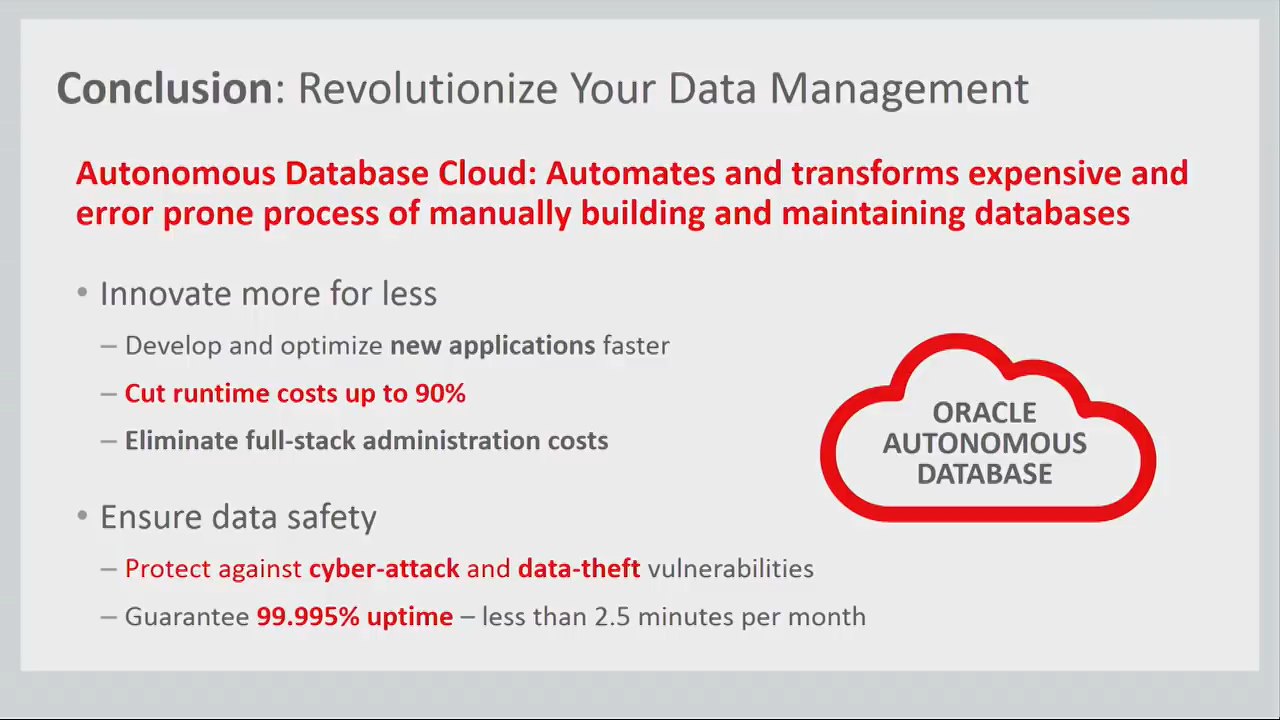 Conclusion: Revolutionize Your Data Management
Autonomous Database Cloud: Automates and transforms expensive and
error prone process of manually building and maintaining databases
• Innovate more for less
– Develop and optimize new applications faster
– Cut runtime costs up to 90%
– Eliminate full-stack administration costs
ORACLE
AUTONOMOUS
DATABASE
• Ensure data safety
– Protect against cyber-attack and data-theft vulnerabilities
– Guarantee 99.995% uptime – less than 2.5 minutes per month